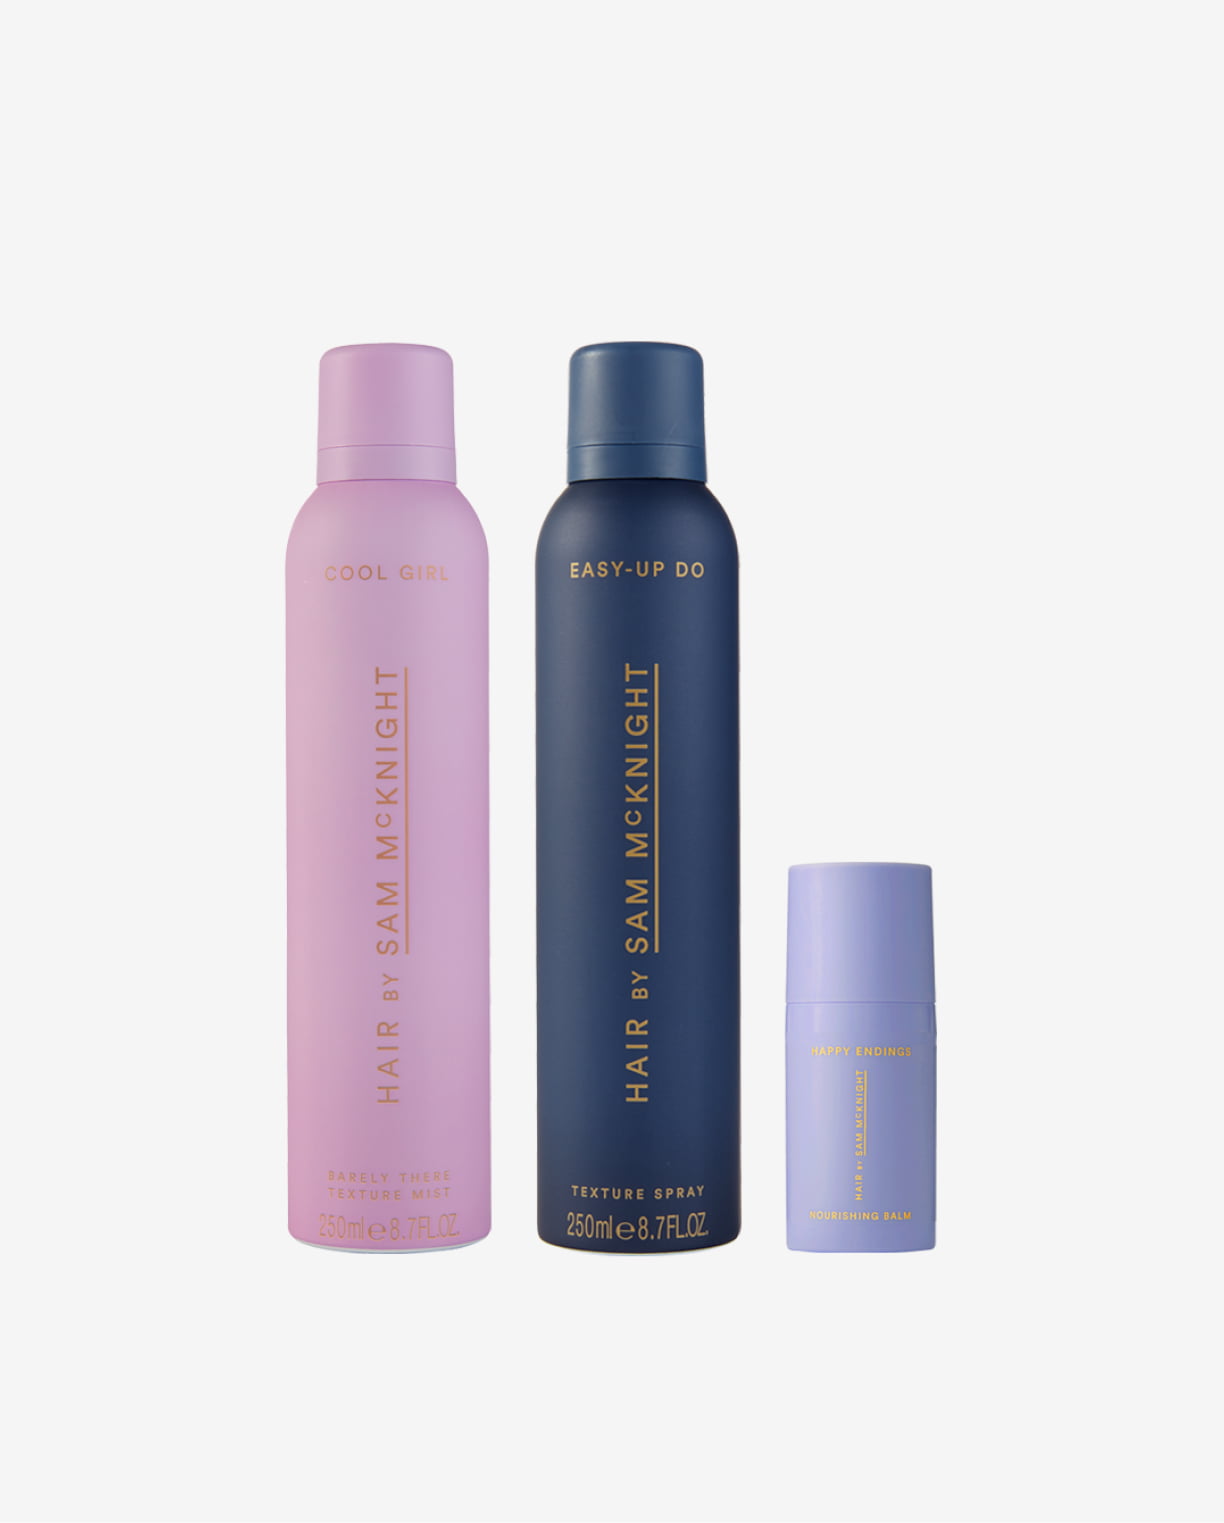 COOL GIRL
HAIR BY SAM McKNIGHT
BARELY THERE
TEXTURE MIST
250ml e 8.7FL.OZ.
EASY-UP DO
HAIR BY SAM McKNIGHT
TEXTURE SPRAY
250ml e 8.7FL.OZ.
HAPPY ENDINGS
HAIR BY SAM McKNIGHT
NOURISHING BALM